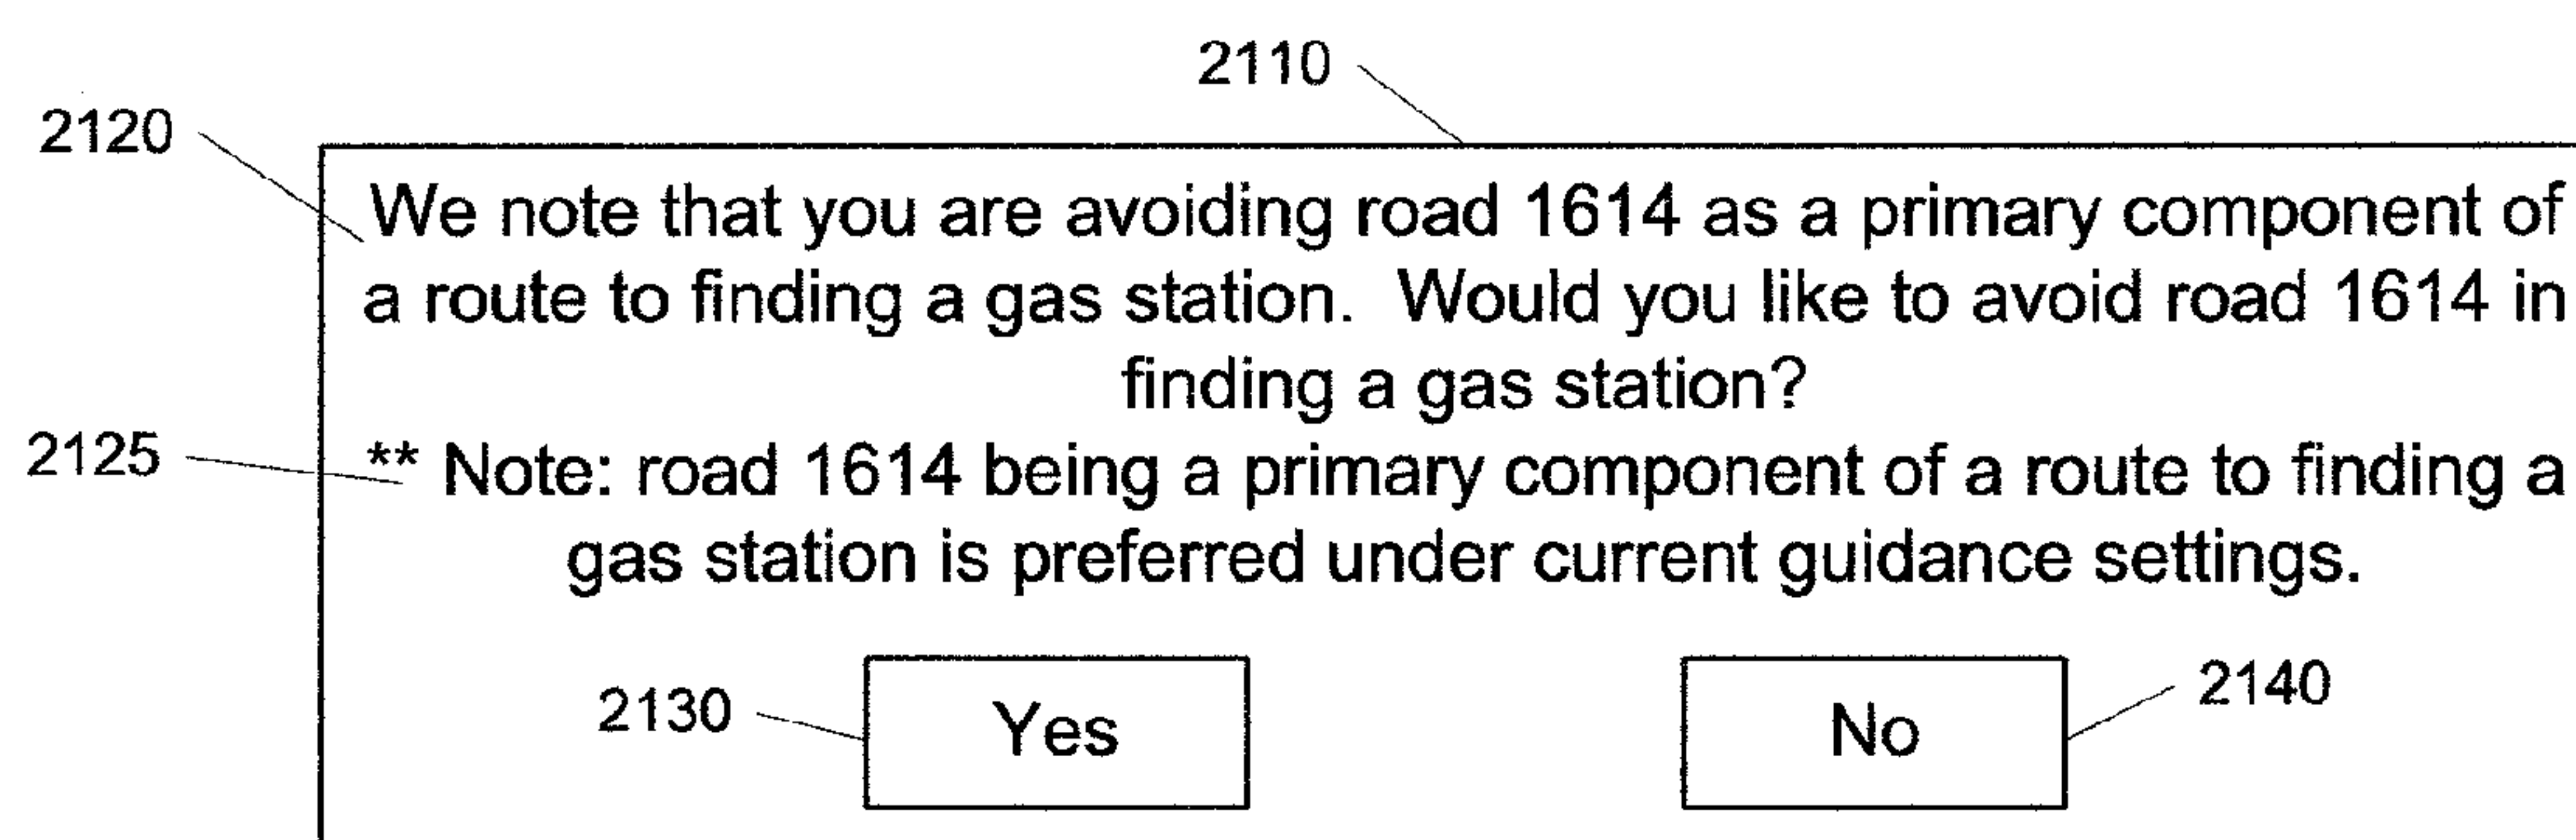 2110
2120
We note that you are avoiding road 1614 as a primary component of
a route to finding a gas station. Would you like to avoid road 1614 in
finding a gas station?
2125
** Note: road 1614 being a primary component of a route to finding a
gas station is preferred under current guidance settings.
2130 Yes No 2140